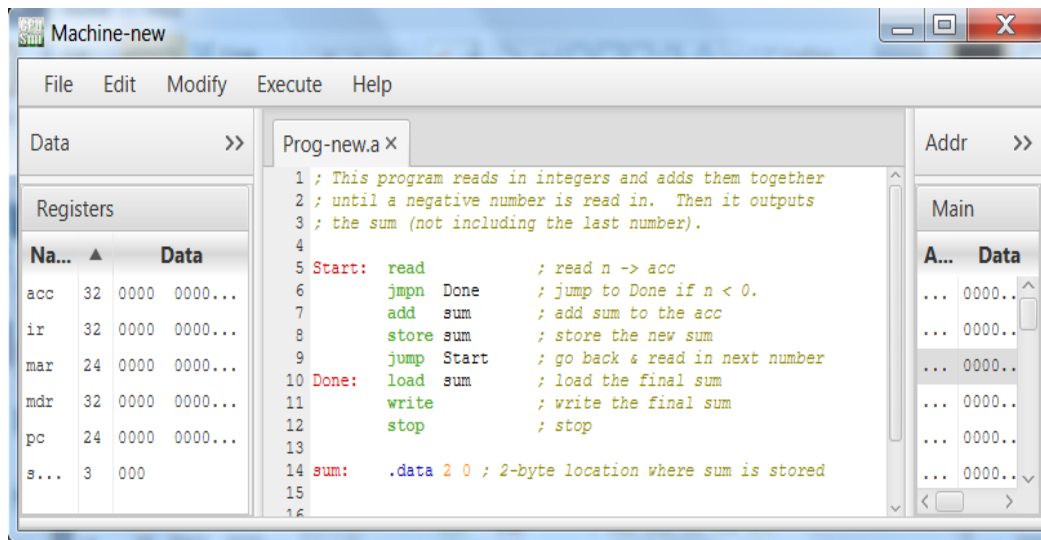 CPU Sim Machine-new
File Edit Modify Execute Help
Data >>
Prog-new.a ×
Addr >>
Registers
Main
Na... ▲ Data
A... Data
acc 32 0000 0000...
ir 32 0000 0000...
mar 24 0000 0000...
mdr 32 0000 0000...
pc 24 0000 0000...
s... 3 000
1 ; This program reads in integers and adds them together
2 ; until a negative number is read in.  Then it outputs
3 ; the sum (not including the last number).
4
5 Start:  read            ; read n -> acc
6         jmpn  Done      ; jump to Done if n < 0.
7         add   sum       ; add sum to the acc
8         store sum       ; store the new sum
9         jump  Start     ; go back & read in next number
10 Done:   load  sum       ; load the final sum
11         write           ; write the final sum
12         stop            ; stop
13
14 sum:    .data 2 0 ; 2-byte location where sum is stored
15
16
... 0000..
... 0000..
... 0000..
... 0000..
... 0000..
... 0000..